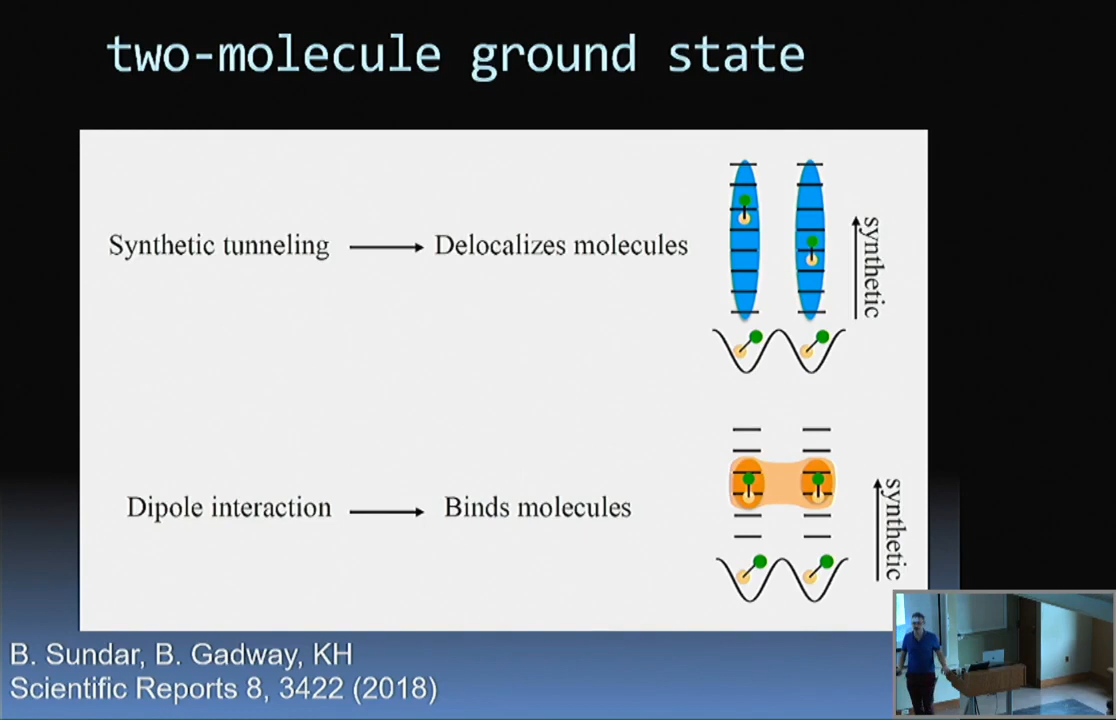 two-molecule ground state
Synthetic tunneling
Delocalizes molecules
synthetic
Dipole interaction
Binds molecules
synthetic
B. Sundar, B. Gadway, KH
Scientific Reports 8, 3422 (2018)